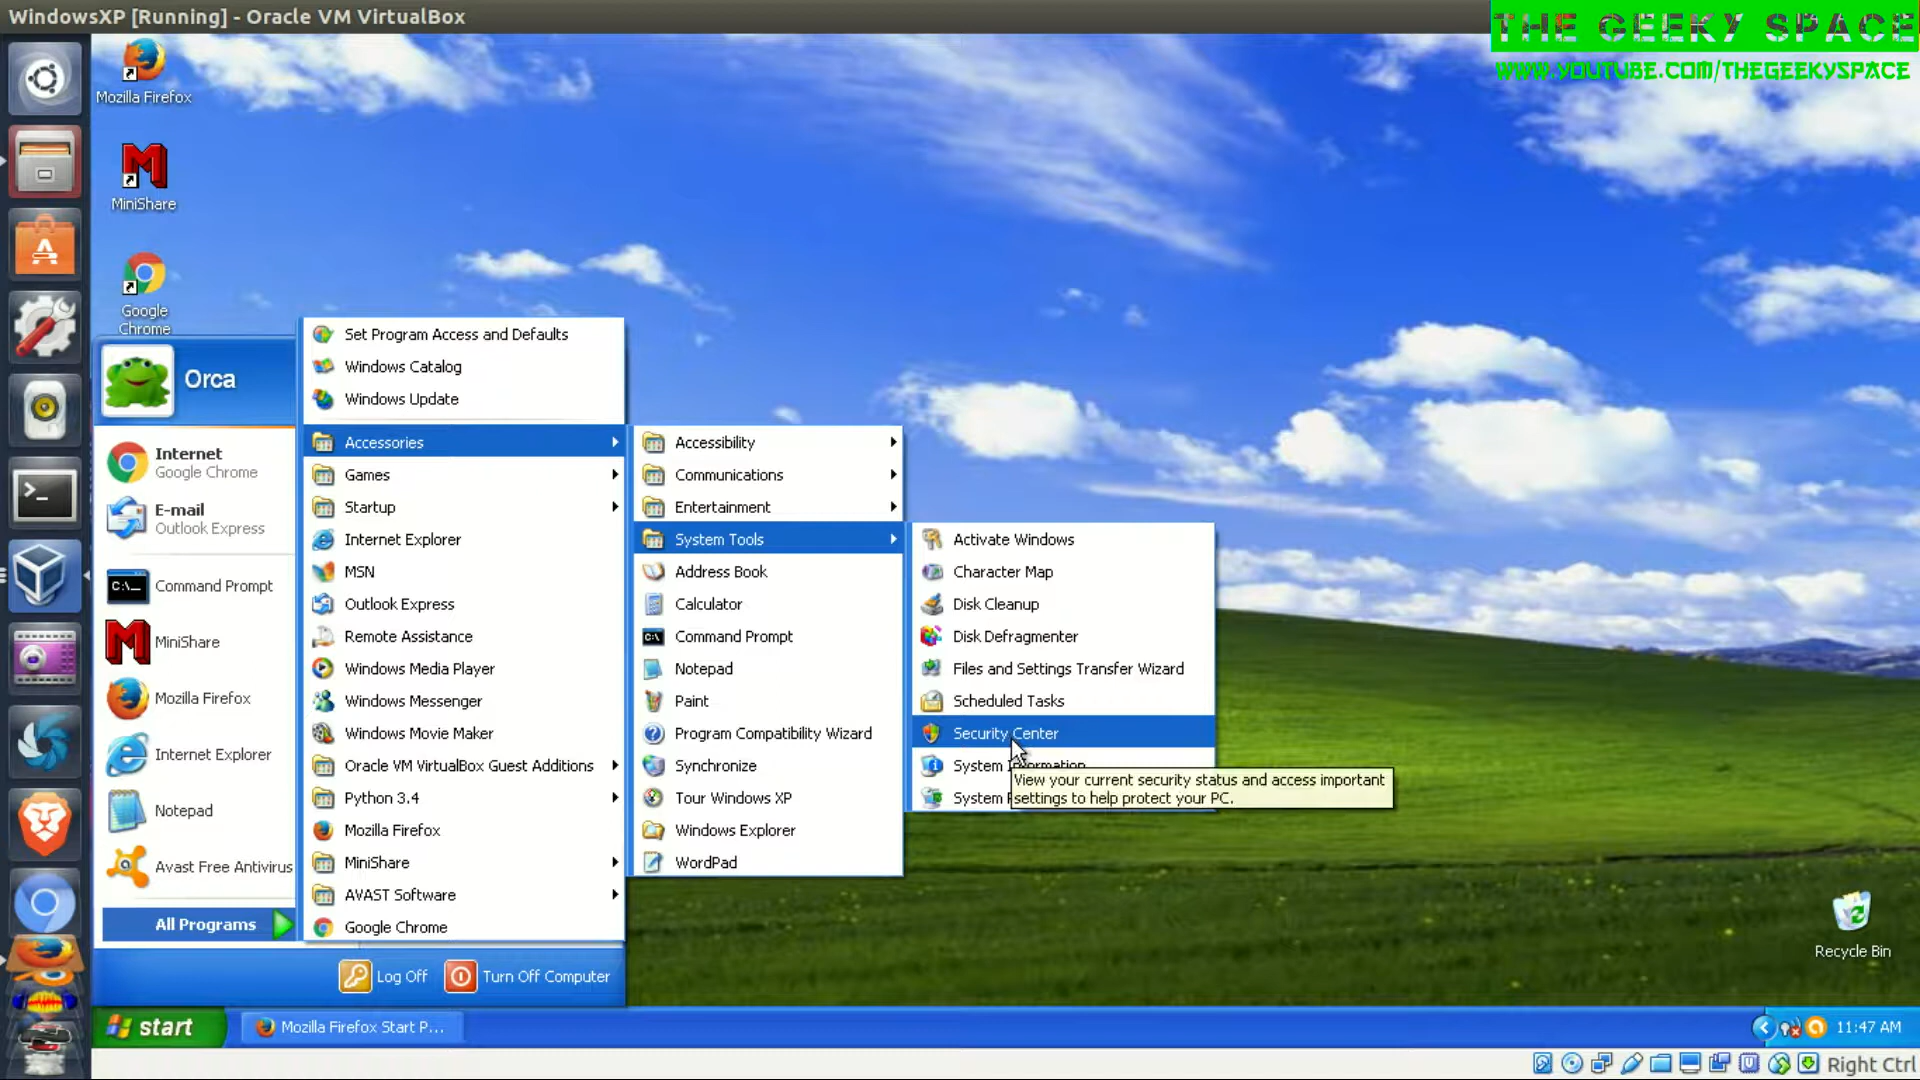 WindowsXP [Running] - Oracle VM VirtualBox
THE GEEKY SPACE
WWW.YOUTUBE.COM/THEGEEKYSPACE
Mozilla Firefox
MiniShare
Google
Chrome
Orca
Internet
Google Chrome
E-mail
Outlook Express
Command Prompt
MiniShare
Mozilla Firefox
Internet Explorer
Notepad
Avast Free Antivirus
All Programs
Set Program Access and Defaults
Windows Catalog
Windows Update
Accessories
Games
Startup
Internet Explorer
MSN
Outlook Express
Remote Assistance
Windows Media Player
Windows Messenger
Windows Movie Maker
Oracle VM VirtualBox Guest Additions
Python 3.4
Mozilla Firefox
MiniShare
AVAST Software
Google Chrome
Accessibility
Communications
Entertainment
System Tools
Address Book
Calculator
Command Prompt
Notepad
Paint
Program Compatibility Wizard
Synchronize
Tour Windows XP
Windows Explorer
WordPad
Activate Windows
Character Map
Disk Cleanup
Disk Defragmenter
Files and Settings Transfer Wizard
Scheduled Tasks
Security Center
System Information
System
View your current security status and access important
settings to help protect your PC.
Log Off
Turn Off Computer
Recycle Bin
start
Mozilla Firefox Start P...
11:47 AM
Right Ctrl